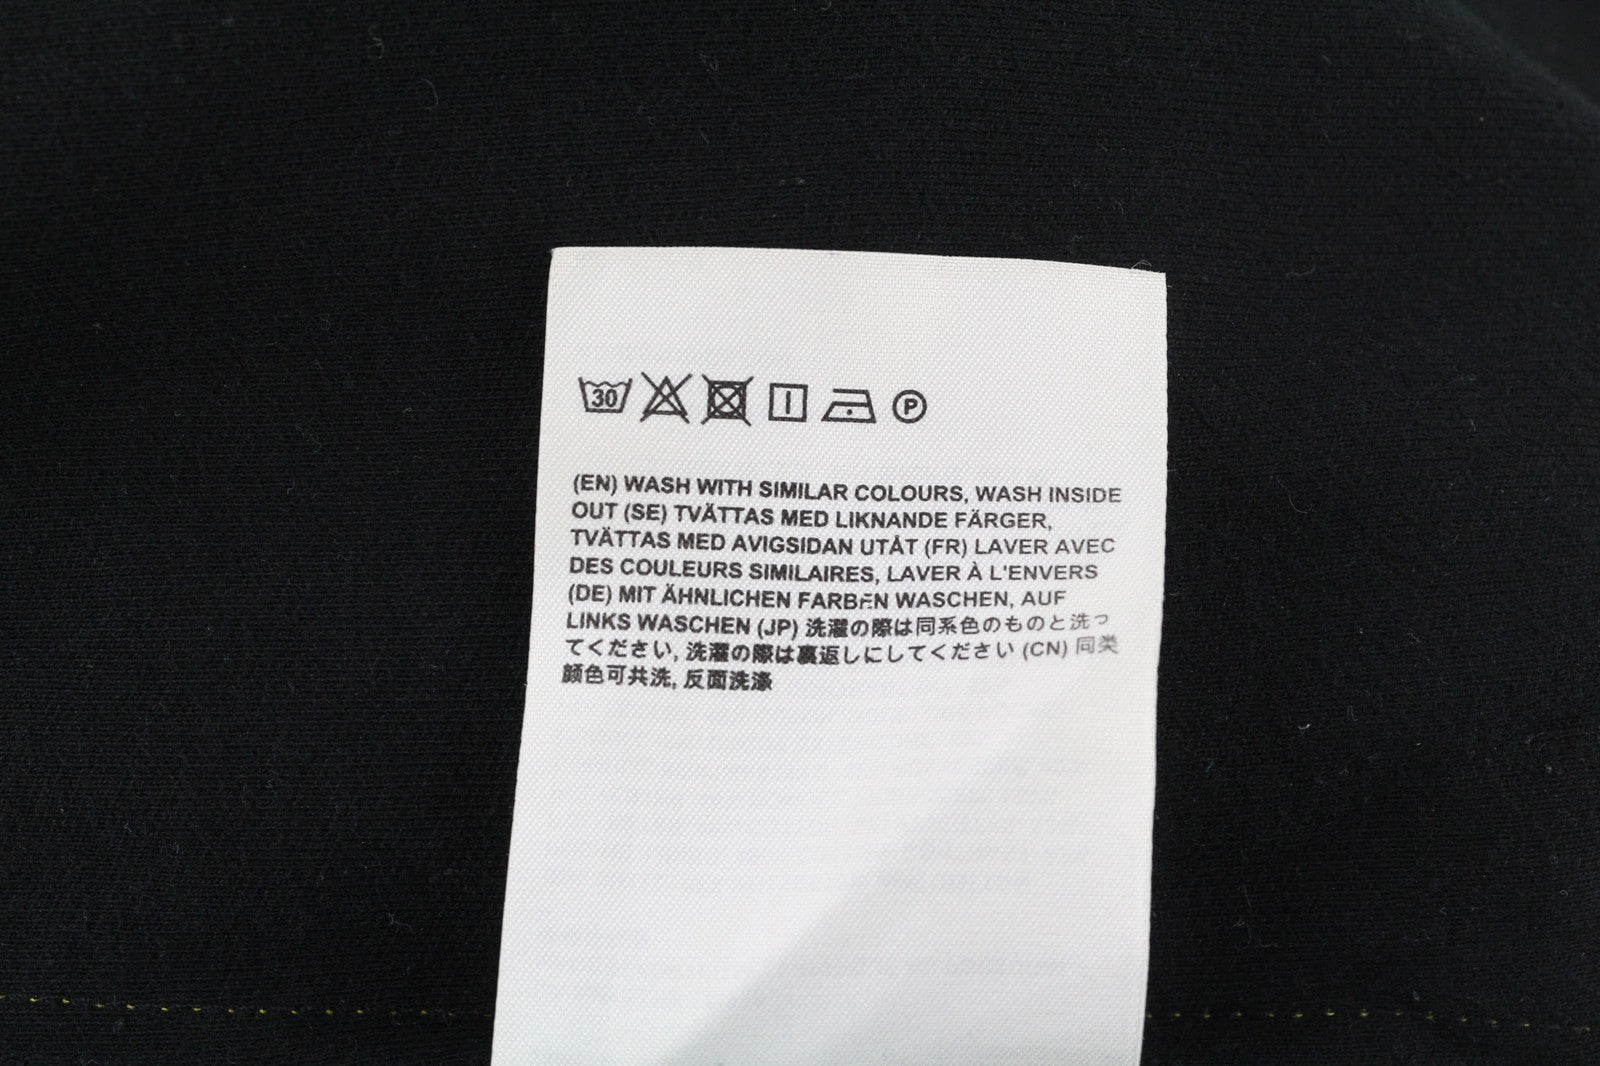 30 P
(EN) WASH WITH SIMILAR COLOURS, WASH INSIDE
OUT (SE) TVÄTTAS MED LIKNANDE FÄRGER,
TVÄTTAS MED AVIGSIDAN UTÅT (FR) LAVER AVEC
DES COULEURS SIMILAIRES, LAVER À L'ENVERS
(DE) MIT ÄHNLICHEN FARBEN WASCHEN, AUF
LINKS WASCHEN (JP) 洗濯の際は同系色のものと洗っ
てください, 洗濯の際は裏返しにしてください (CN) 同类
颜色可共洗, 反面洗涤